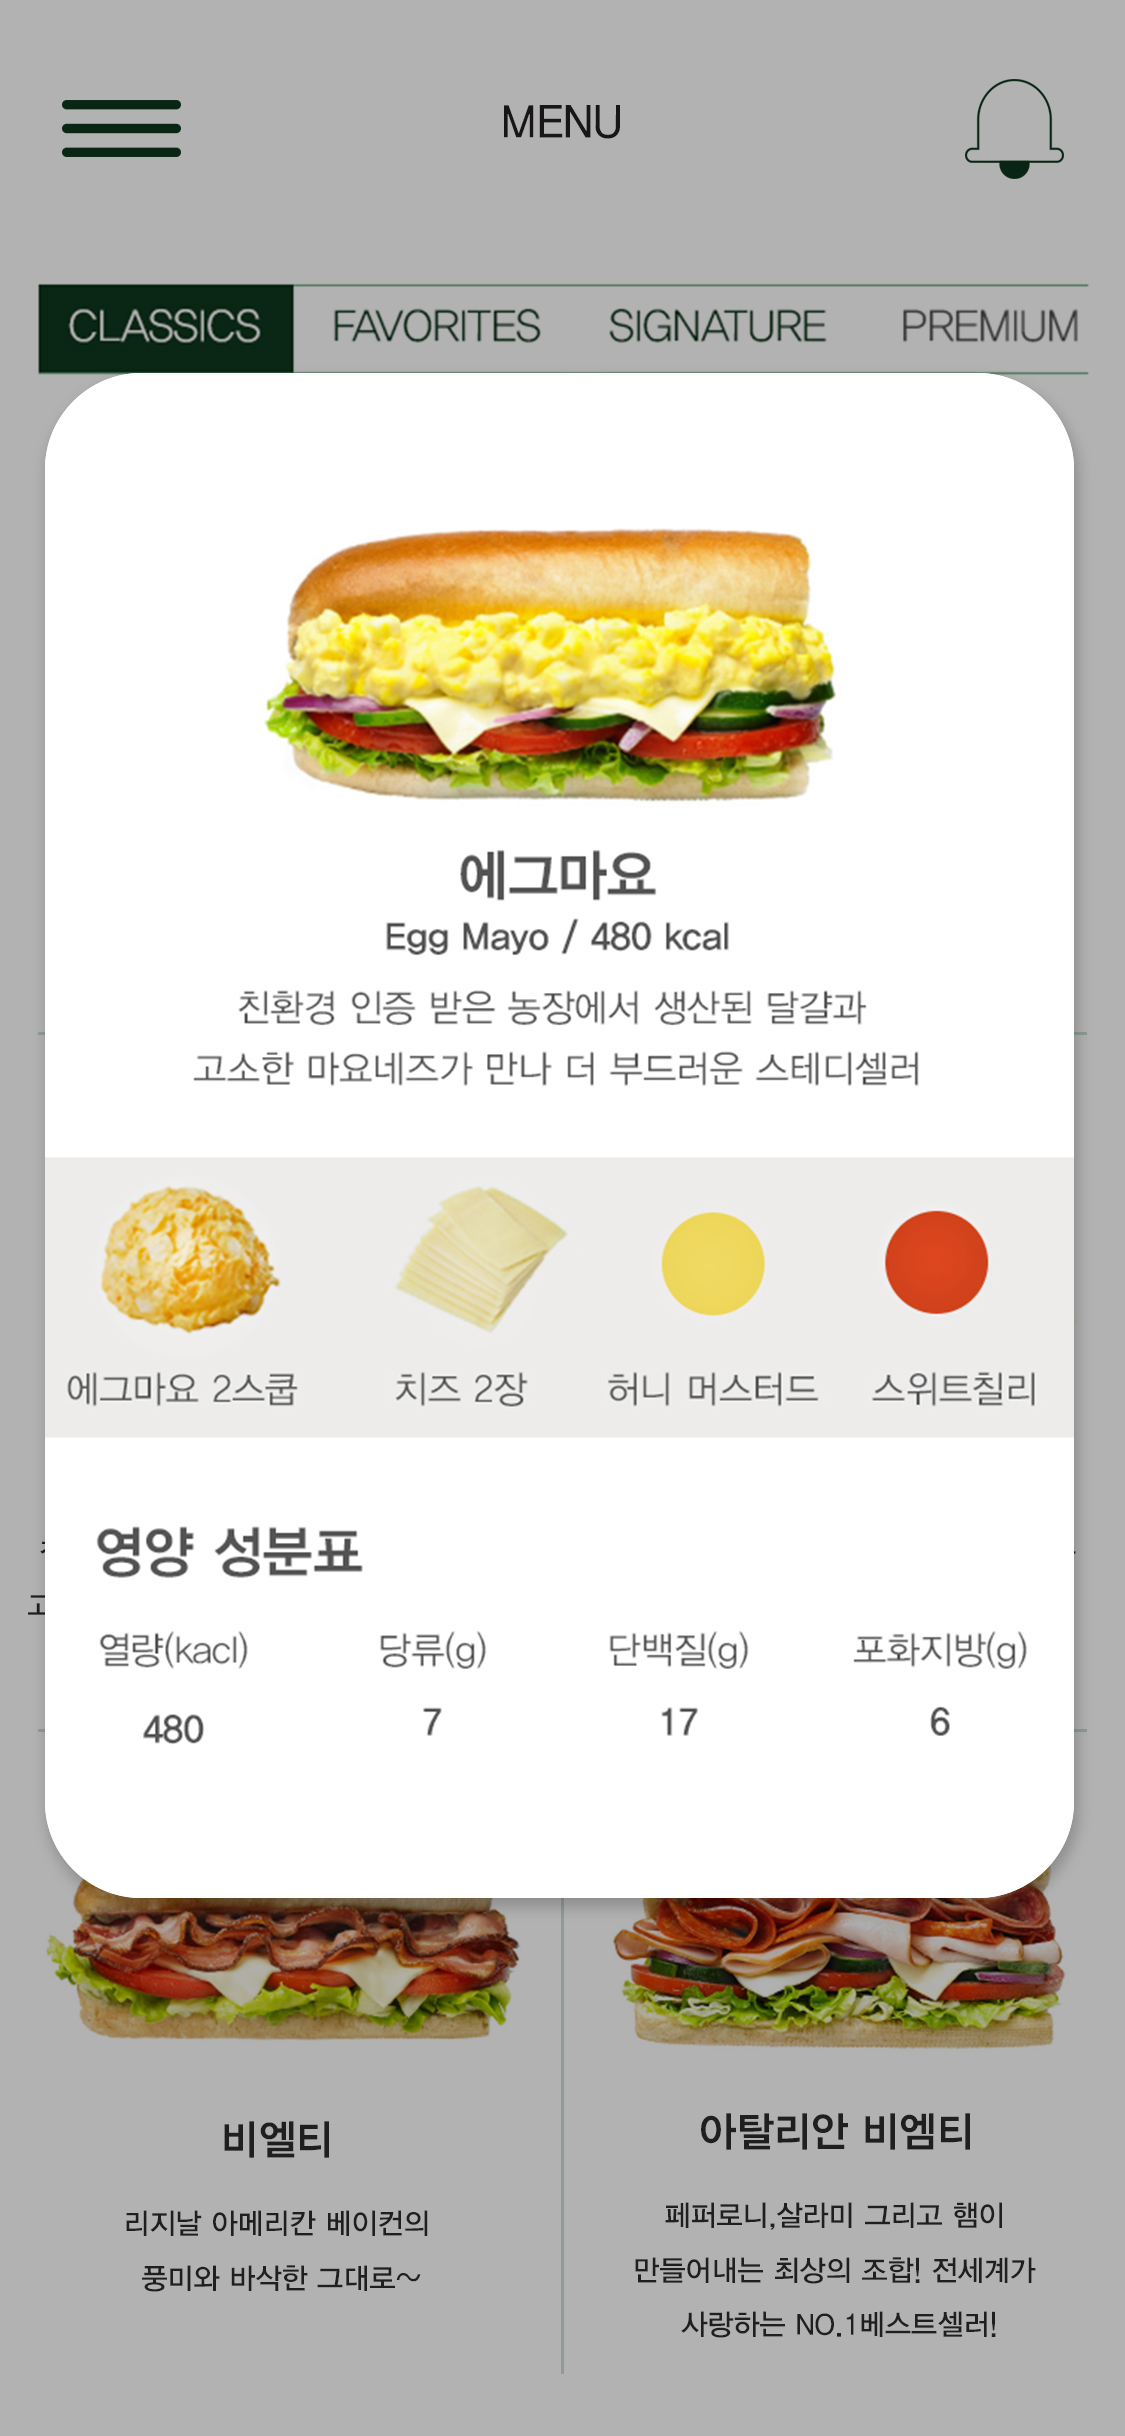 MENU
CLASSICS FAVORITES SIGNATURE PREMIUM
에그마요
Egg Mayo / 480 kcal
친환경 인증 받은 농장에서 생산된 달걀과
고소한 마요네즈가 만나 더 부드러운 스테디셀러
에그마요 2스쿱 치즈 2장 허니 머스터드 스위트칠리
영양 성분표
열량(kacl) 당류(g) 단백질(g) 포화지방(g)
480 7 17 6
비엘티
리지날 아메리칸 베이컨의
풍미와 바삭한 그대로~
아탈리안 비엠티
페퍼로니,살라미 그리고 햄이
만들어내는 최상의 조합! 전세계가
사랑하는 NO.1베스트셀러!